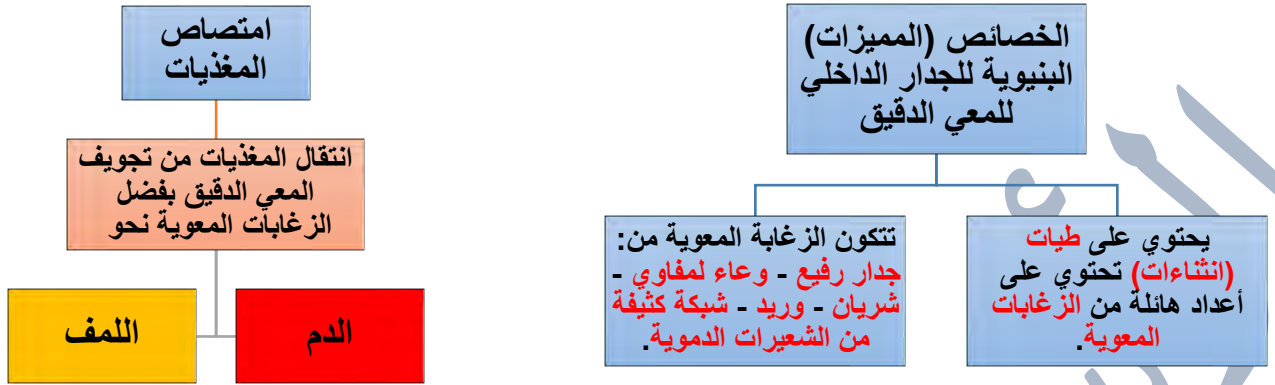 الخصائص (المميزات)
البنيوية للجدار الداخلي
للمعي الدقيق
يحتوي على طيات
(انثناءات) تحتوي على
أعداد هائلة من الزغابات
المعوية.
تتكون الزغابة المعوية من:
جدار رفيع - وعاء لمفاوي -
شريان - وريد - شبكة كثيفة
من الشعيرات الدموية.
امتصاص
المغذيات
انتقال المغذيات من تجويف
المعي الدقيق بفضل
الزغابات المعوية نحو
الدم
اللمف